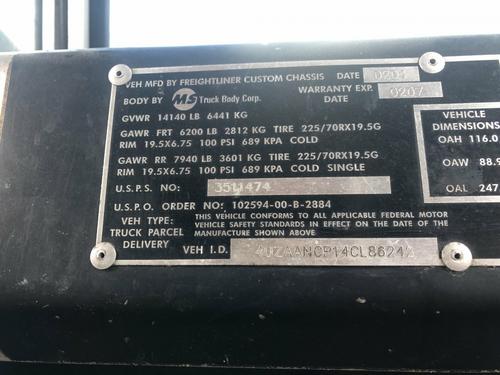 VEH MFD BY FREIGHTLINER CUSTOM CHASSIS DATE 0204
BODY BY MS Truck Body Corp. WARRANTY EXP. DATE 0207
GVWR 14140 LB 6441 KG
GAWR FRT 6200 LB 2812 KG TIRE 225/70RX19.5G
RIM 19.5X6.75 100 PSI 689 KPA COLD
GAWR RR 7940 LB 3601 KG TIRE 225/70RX19.5G
RIM 19.5X6.75 100 PSI 689 KPA COLD SINGLE
U.S.P.S. NO: 3511474
U.S.P.O. ORDER NO: 102594-00-B-2884
VEH TYPE: TRUCK PARCEL DELIVERY
THIS VEHICLE CONFORMS TO ALL APPLICABLE FEDERAL MOTOR
VEHICLE SAFETY STANDARDS IN EFFECT ON THE DATE OF
MANUFACTURE SHOWN ABOVE.
VEH I.D.
VEHICLE
DIMENSIONS
OAH 116.0
OAW 88.9
OAL 247